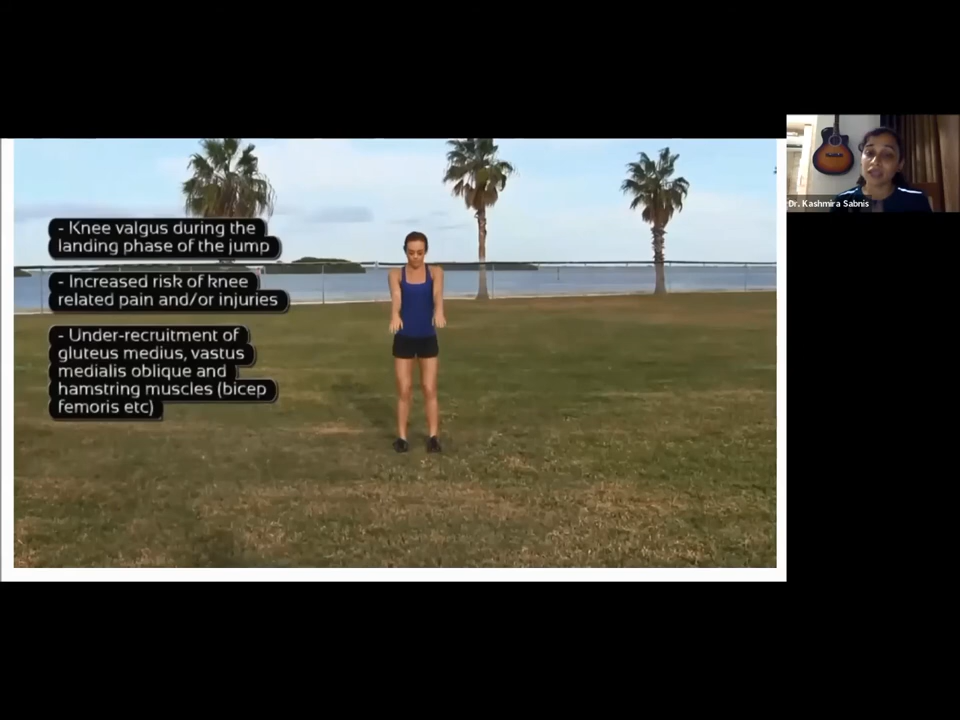 - Knee valgus during the
landing phase of the jump
- Increased risk of knee
related pain and/or injuries
- Under-recruitment of
gluteus medius, vastus
medialis oblique and
hamstring muscles (bicep
femoris etc)
Dr. Kashmira Sabnis